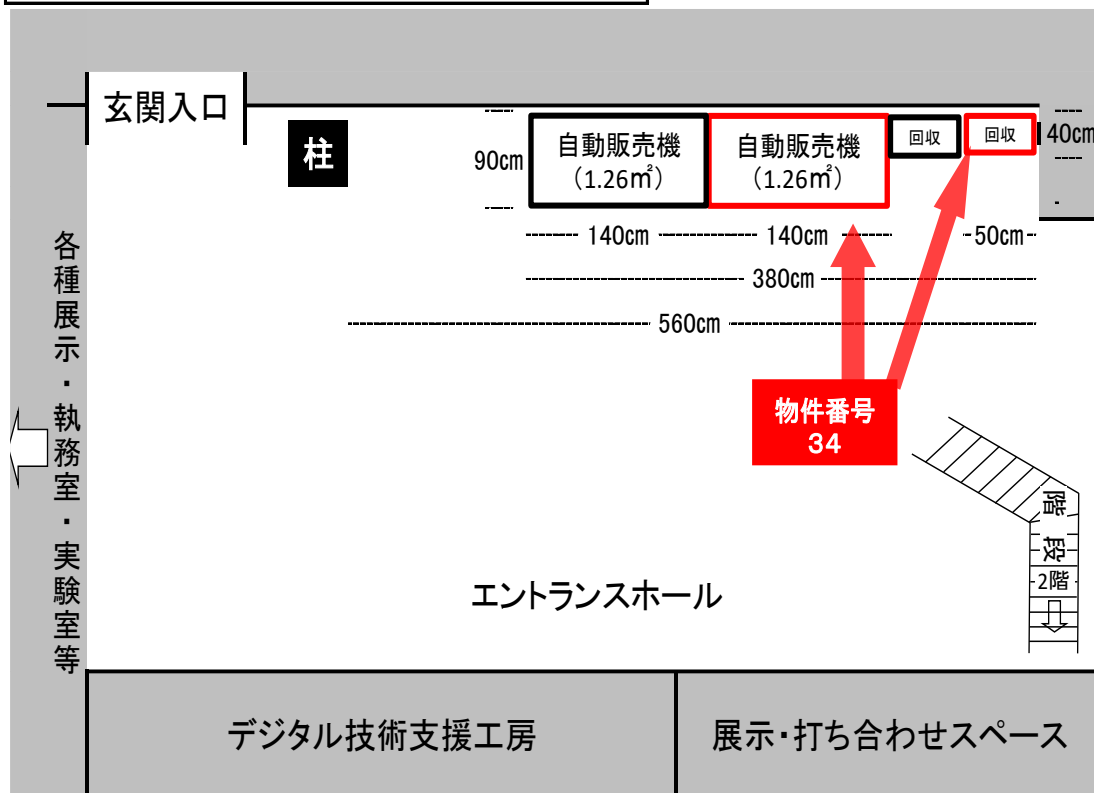 玄関入口
柱
90cm
自動販売機
(1.26㎡)
自動販売機
(1.26㎡)
回収
回収
40cm
140cm
140cm
50cm
380cm
560cm
物件番号
34
各種展示・執務室・実験室等
階段
2階
エントランスホール
デジタル技術支援工房
展示・打ち合わせスペース